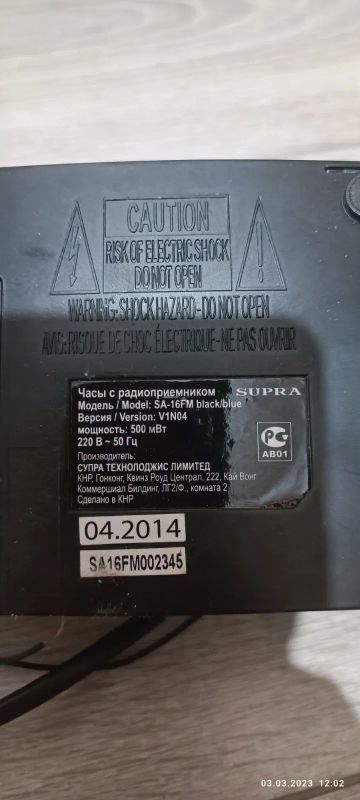 CAUTION
RISK OF ELECTRIC SHOCK
DO NOT OPEN
WARNING: SHOCK HAZARD - DO NOT OPEN
AVIS: RISQUE DE CHOC ÉLECTRIQUE - NE PAS OUVRIR
Часы с радиоприемником SUPRA
Модель / Model: SA-16FM black/blue
Версия / Version: V1N04
мощность: 500 мВт
220 В ~ 50 Гц
РС
АВ01
Производитель:
СУПРА ТЕХНОЛОДЖИС ЛИМИТЕД
КНР, Гонконг, Квинз Роуд Централ, 222, Кай Вонг
Коммершиал Билдинг, ЛГ2/Ф., комната 2
Сделано в КНР
04.2014
SA16FM002345
03.03.2023 12:02